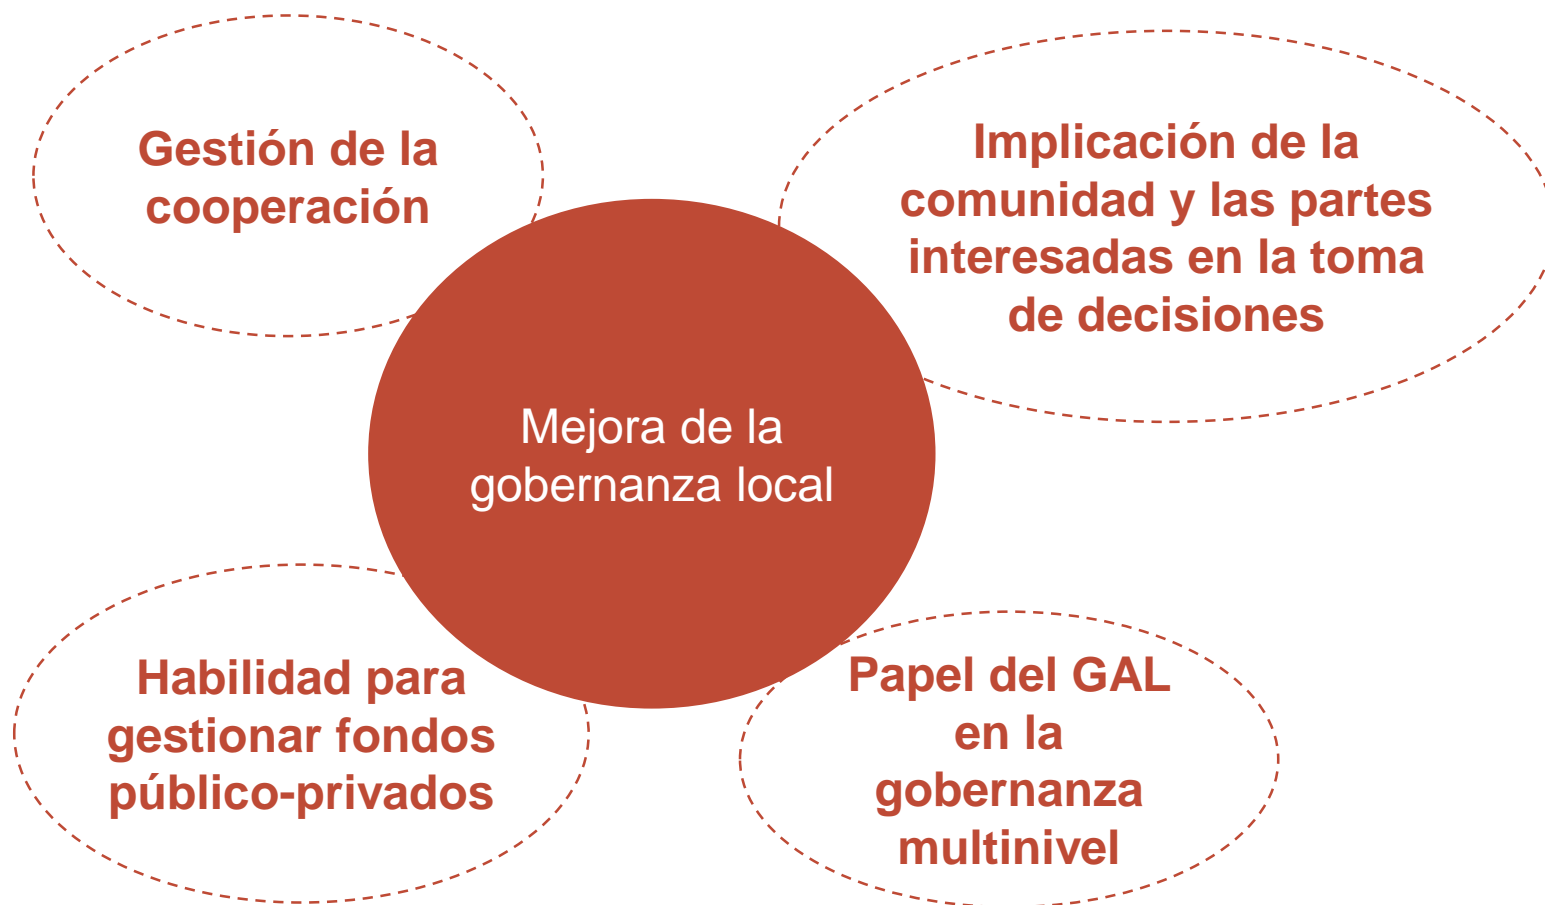 Gestión de la
cooperación
Implicación de la
comunidad y las partes
interesadas en la toma
de decisiones
Mejora de la
gobernanza local
Habilidad para
gestionar fondos
público-privados
Papel del GAL
en la
gobernanza
multinivel